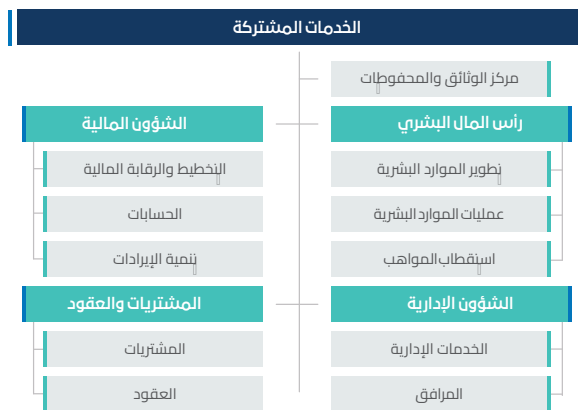 الخدمات المشتركة
مركز الوثائق والمحفوظات
رأس المال البشري
تطوير الموارد البشرية
عمليات الموارد البشرية
استقطاب المواهب
الشؤون الإدارية
الخدمات الإدارية
المرافق
الشؤون المالية
التخطيط والرقابة المالية
الحسابات
تنمية الإيرادات
المشتريات والعقود
المشتريات
العقود